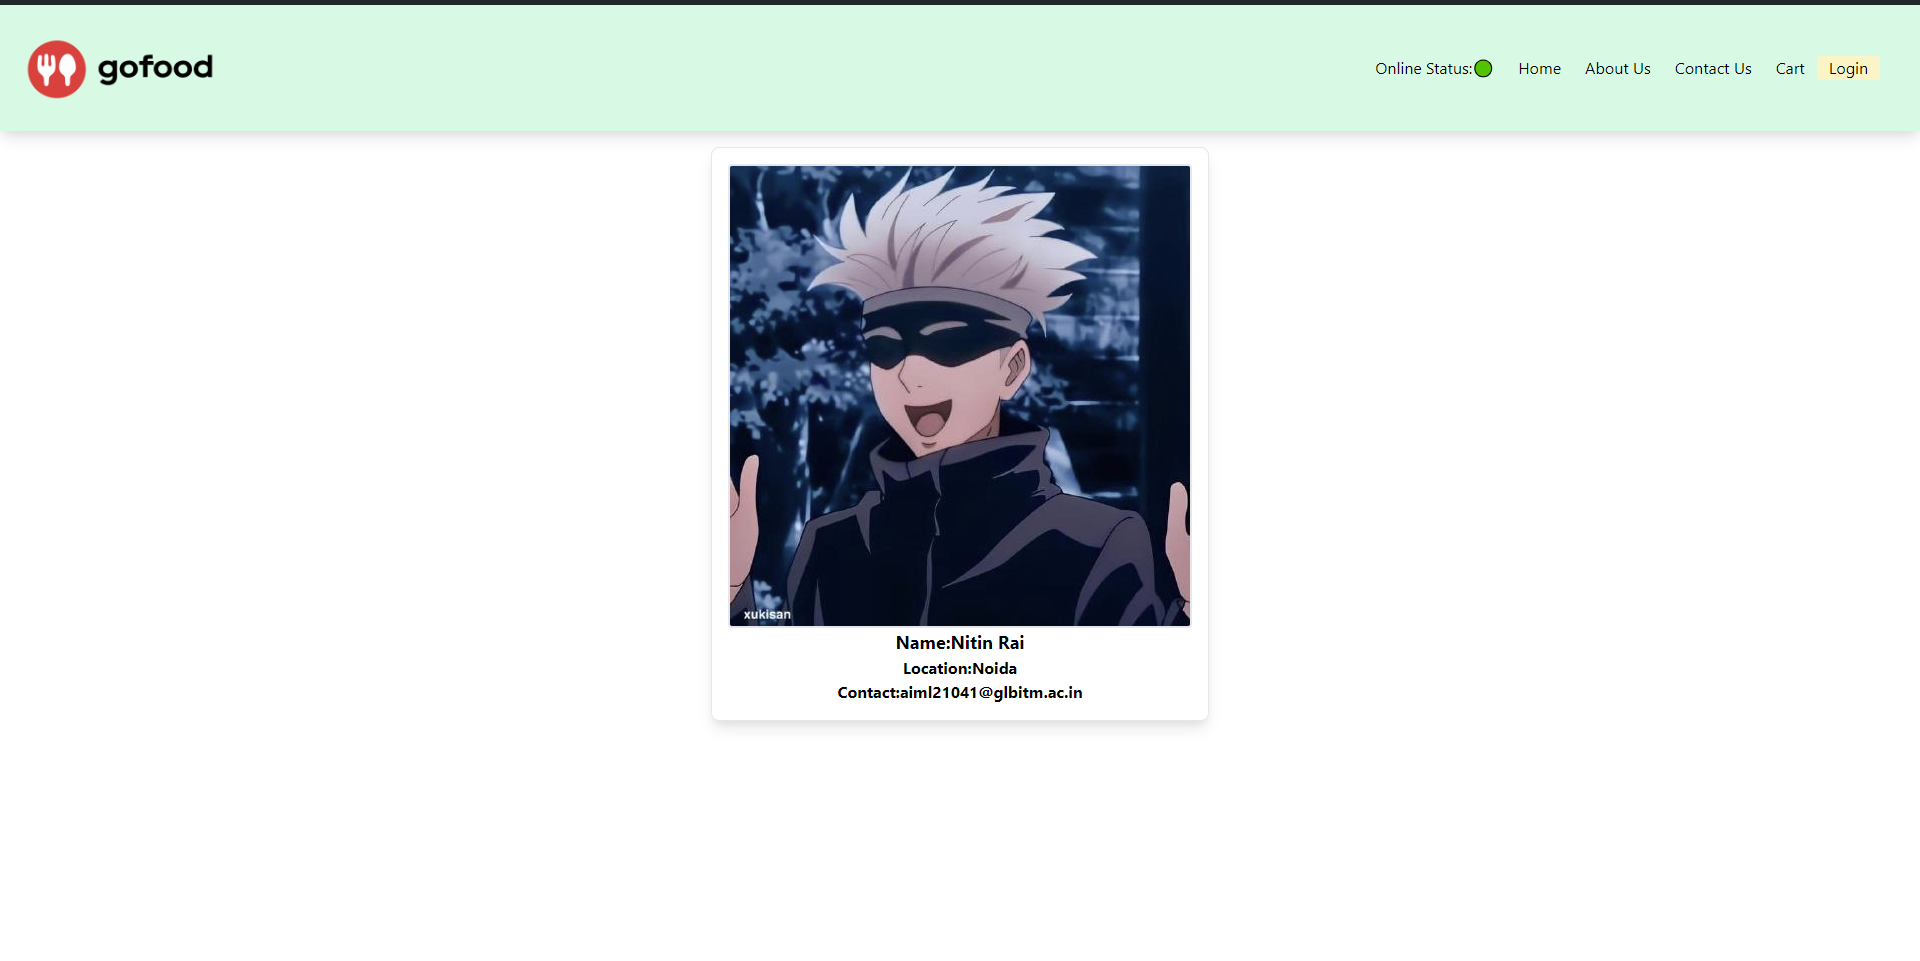 gofood
Online Status: Home About Us Contact Us Cart Login
xukisan
Name:Nitin Rai
Location:Noida
Contact:aiml21041@glbitm.ac.in